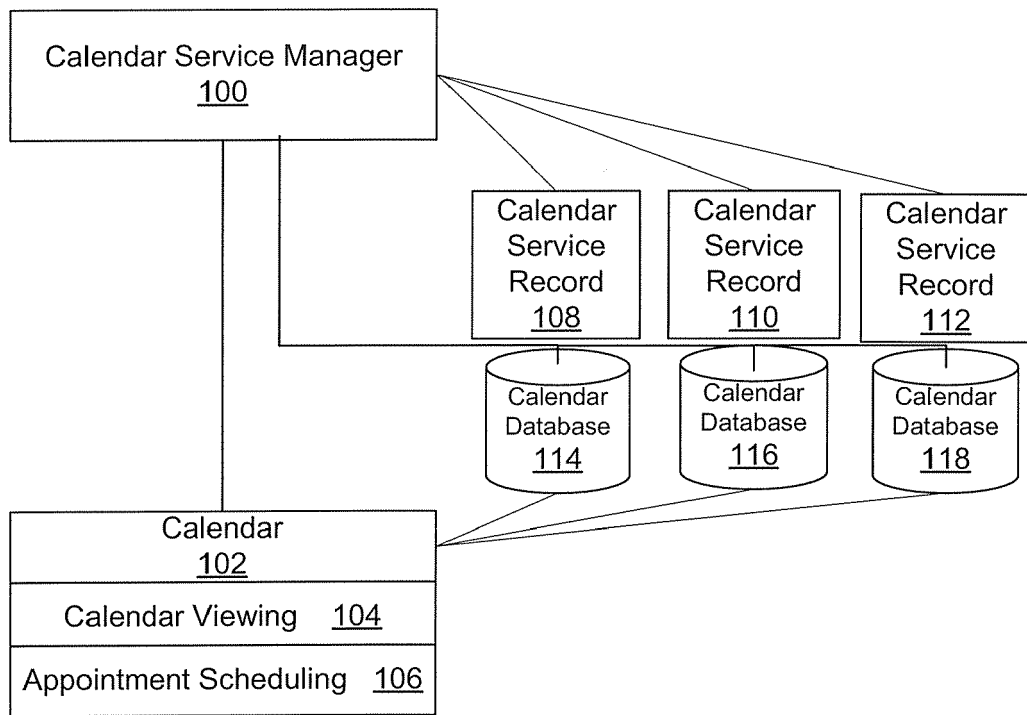 Calendar Service Manager
100
Calendar
Service
Record
108
Calendar
Service
Record
110
Calendar
Service
Record
112
Calendar
Database
114
Calendar
Database
116
Calendar
Database
118
Calendar
102
Calendar Viewing 104
Appointment Scheduling 106